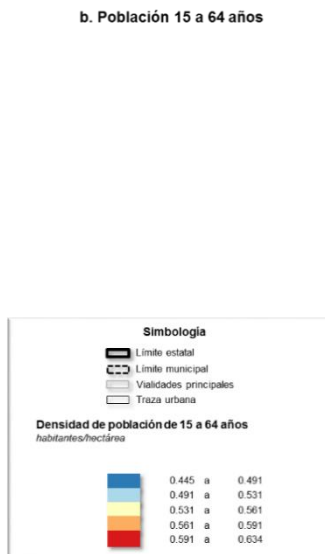 b. Población 15 a 64 años
Simbología
Límite estatal
Límite municipal
Vialidades principales
Traza urbana
Densidad de población de 15 a 64 años
habitantes/hectárea
0.445 a 0.491
0.491 a 0.531
0.531 a 0.561
0.561 a 0.591
0.591 a 0.634